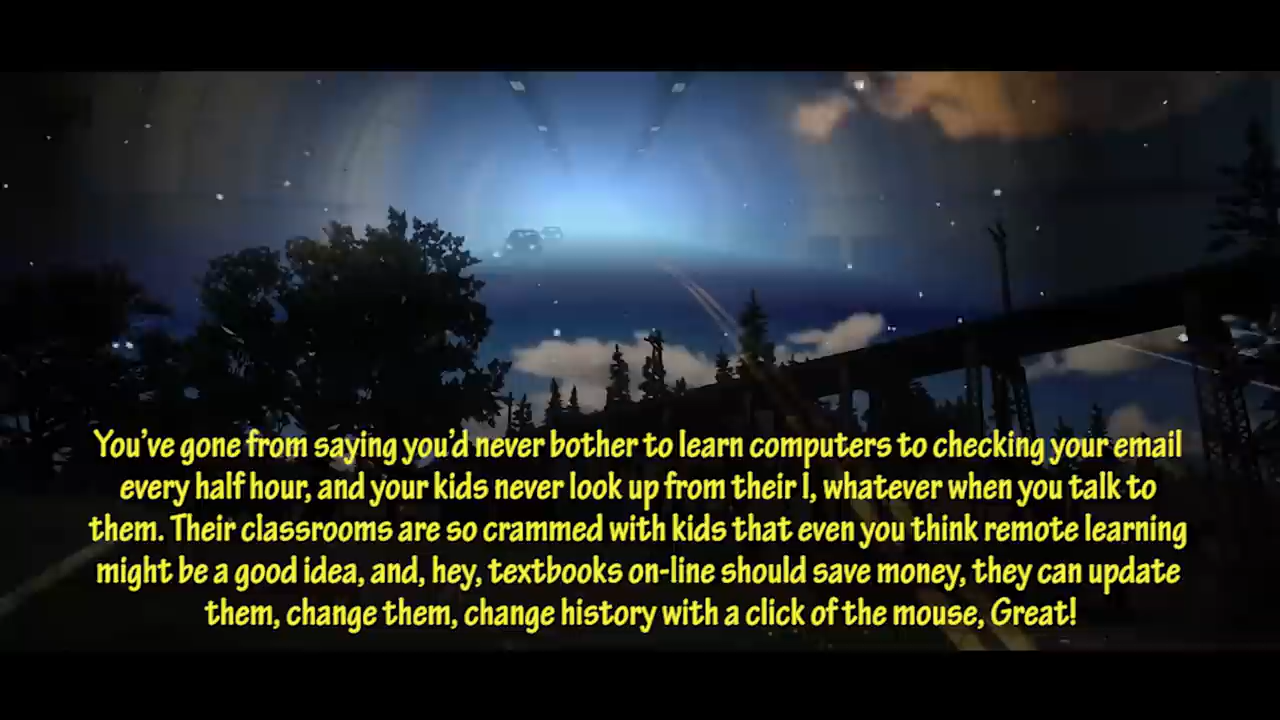 You've gone from saying you'd never bother to learn computers to checking your email
every half hour, and your kids never look up from their I, whatever when you talk to
them. Their classrooms are so crammed with kids that even you think remote learning
might be a good idea, and, hey, textbooks on-line should save money, they can update
them, change them, change history with a click of the mouse, Great!